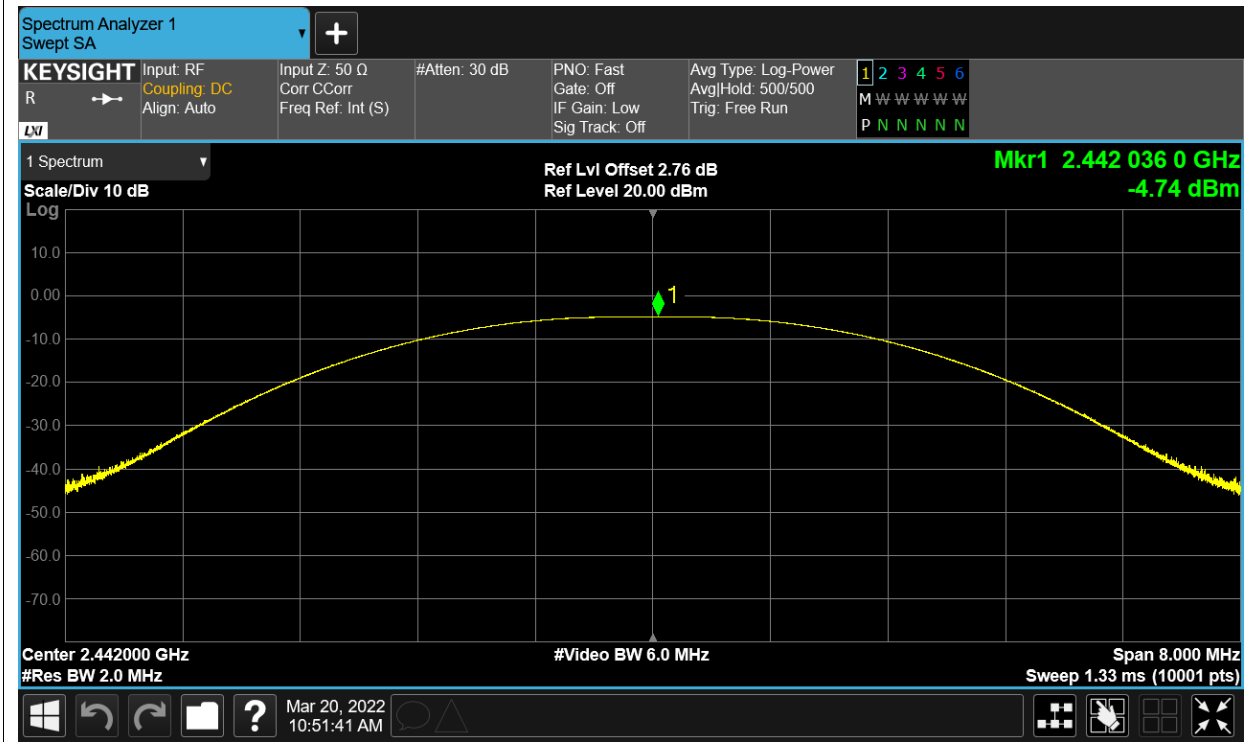 Spectrum Analyzer 1
Swept SA
+
KEYSIGHT
R
LXI
Input: RF
Coupling: DC
Align: Auto
Input Z: 50 Ω
Corr CCorr
Freq Ref: Int (S)
#Atten: 30 dB
PNO: Fast
Gate: Off
IF Gain: Low
Sig Track: Off
Avg Type: Log-Power
Avg|Hold: 500/500
Trig: Free Run
1 2 3 4 5 6
M W W W W W
P N N N N N
1 Spectrum
Scale/Div 10 dB
Log
Ref Lvl Offset 2.76 dB
Ref Level 20.00 dBm
Mkr1 2.442 036 0 GHz
-4.74 dBm
10.0
0.00
-10.0
-20.0
-30.0
-40.0
-50.0
-60.0
-70.0
1
Center 2.442000 GHz
#Res BW 2.0 MHz
#Video BW 6.0 MHz
Span 8.000 MHz
Sweep 1.33 ms (10001 pts)
?
Mar 20, 2022
10:51:41 AM